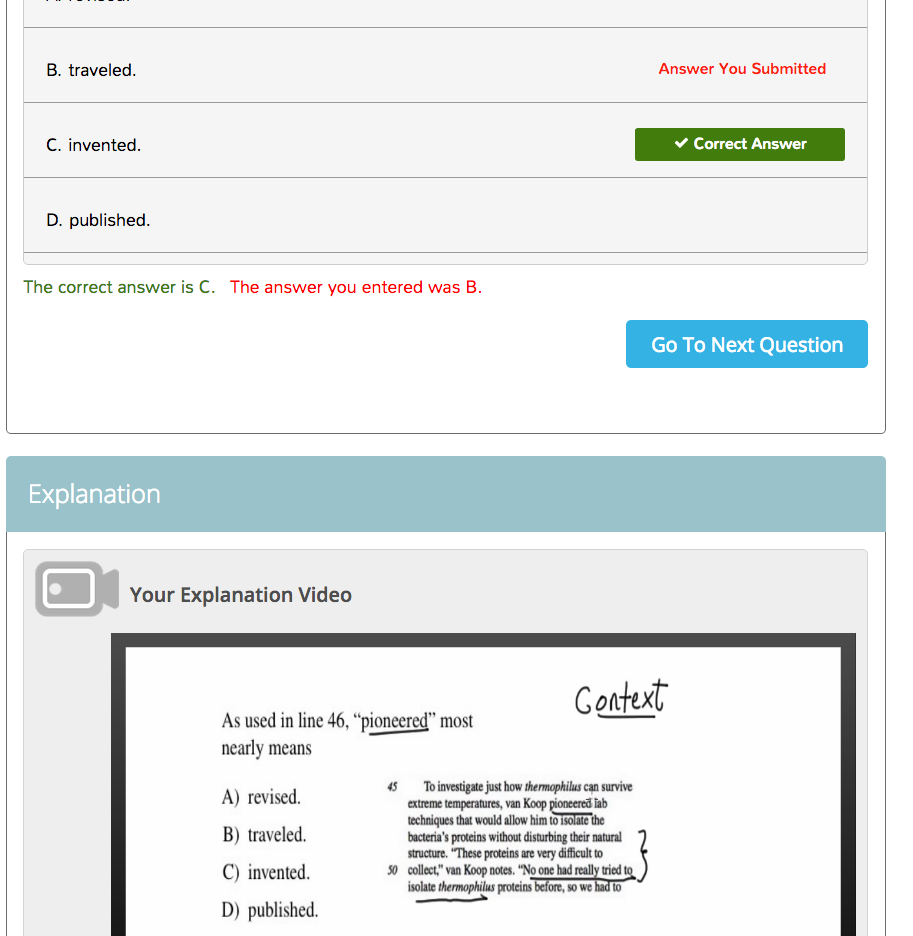 B. traveled.
Answer You Submitted
C. invented.
✔ Correct Answer
D. published.
The correct answer is C. The answer you entered was B.
Go To Next Question
Explanation
Your Explanation Video
Context
As used in line 46, “pioneered” most
nearly means
A) revised.
B) traveled.
C) invented.
D) published.
45 To investigate just how thermophilus can survive
extreme temperatures, van Koop pioneered lab
techniques that would allow him to isolate the
bacteria's proteins without disturbing their natural
structure. “These proteins are very difficult to
50 collect,” van Koop notes. “No one had really tried to
isolate thermophilus proteins before, so we had to